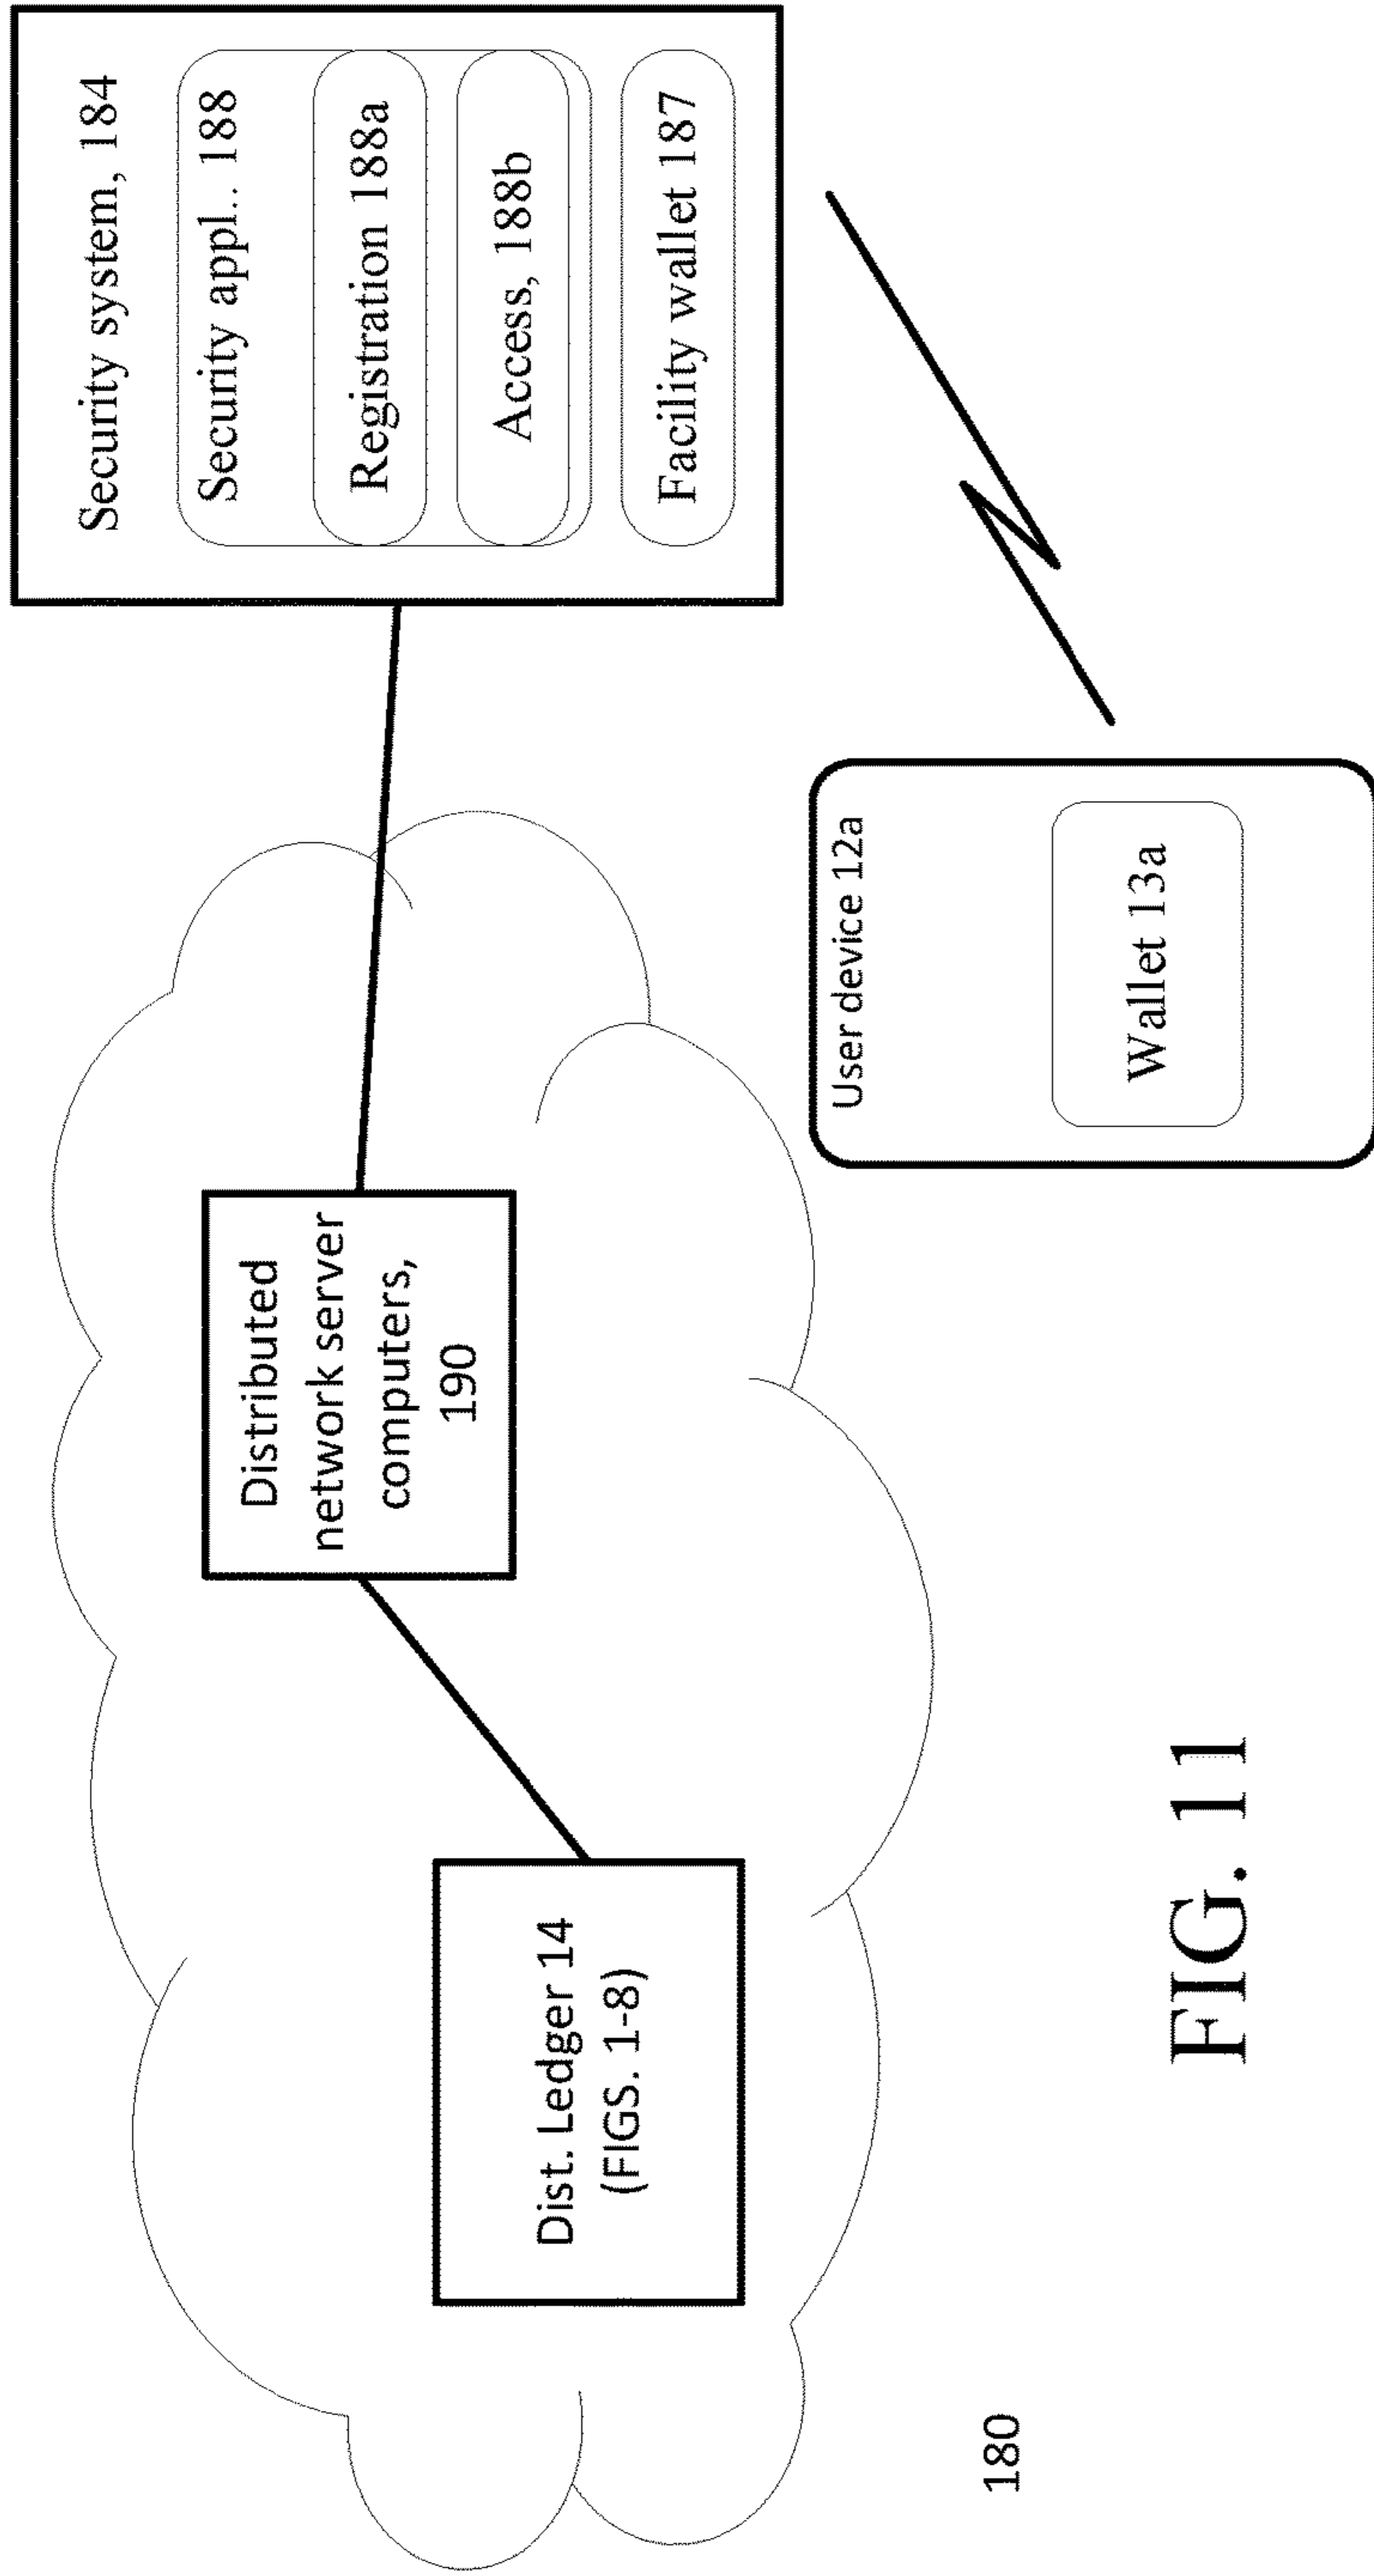 Security system, 184
Security appl.. 188
Registration 188a
Access, 188b
Facility wallet 187
Distributed
network server
computers,
190
Dist. Ledger 14
(FIGS. 1-8)
User device 12a
Wallet 13a
180
FIG. 11